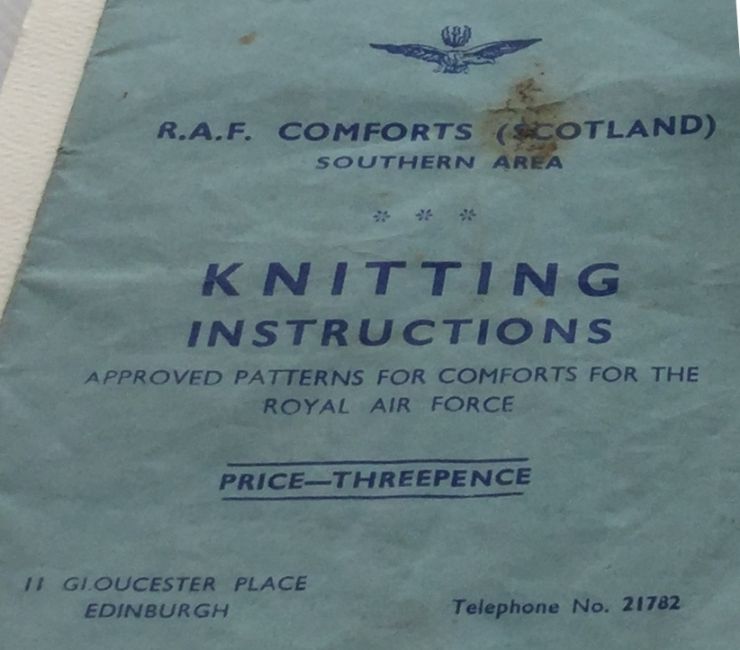 R.A.F. COMFORTS (SCOTLAND)
SOUTHERN AREA
KNITTING
INSTRUCTIONS
APPROVED PATTERNS FOR COMFORTS FOR THE
ROYAL AIR FORCE
PRICE—THREEPENCE
11 GLOUCESTER PLACE
EDINBURGH
Telephone No. 21782